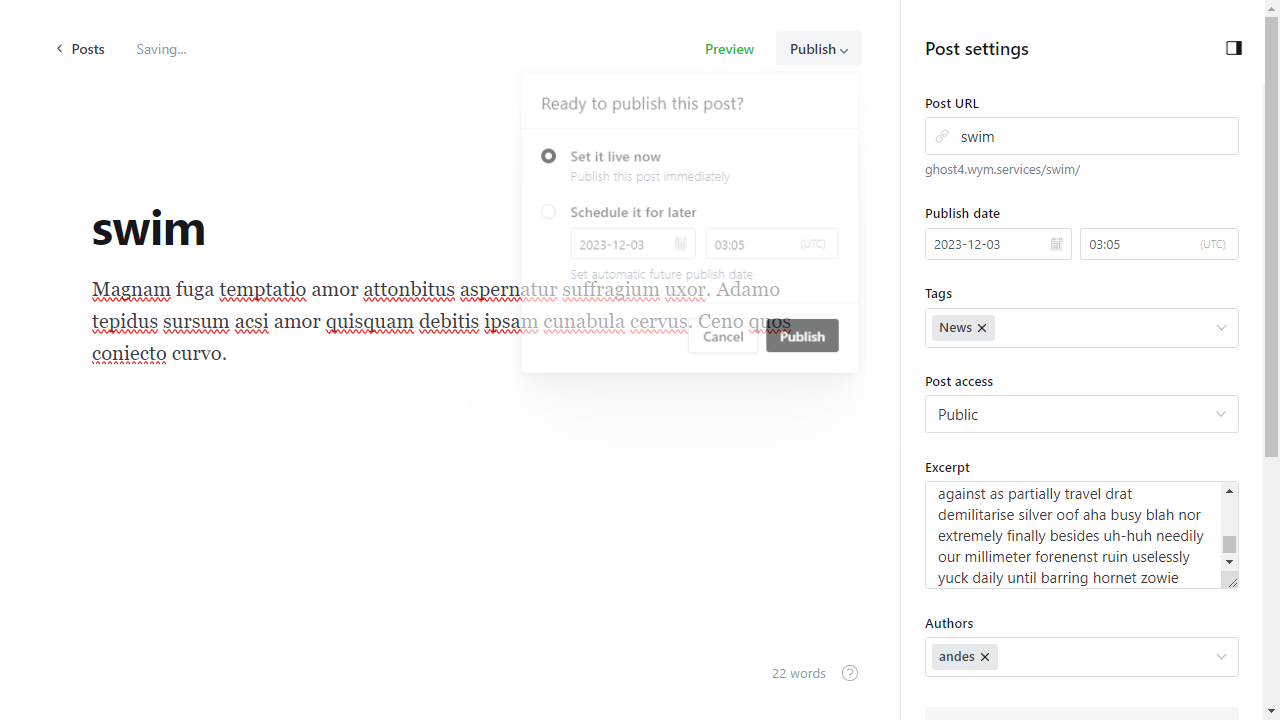 Posts
Saving...
Preview
Publish
Ready to publish this post?
Set it live now
Publish this post immediately
Schedule it for later
2023-12-03
03:05
(UTC)
Set automatic future publish date
Cancel
Publish
swim
Magnam fuga temptatio amor attonbitus aspernatur suffragium uxor. Adamo
tepidus sursum acsi amor quisquam debitis ipsam cunabula cervus. Ceno quos
coniecto curvo.
22 words
?
Post settings
Post URL
swim
ghost4.wym.services/swim/
Publish date
2023-12-03
03:05
(UTC)
Tags
News
Post access
Public
Excerpt
against as partially travel drat
demilitarise silver oof aha busy blah nor
extremely finally besides uh-huh needily
our millimeter forenenst ruin uselessly
yuck daily until barring hornet zowie
Authors
andes